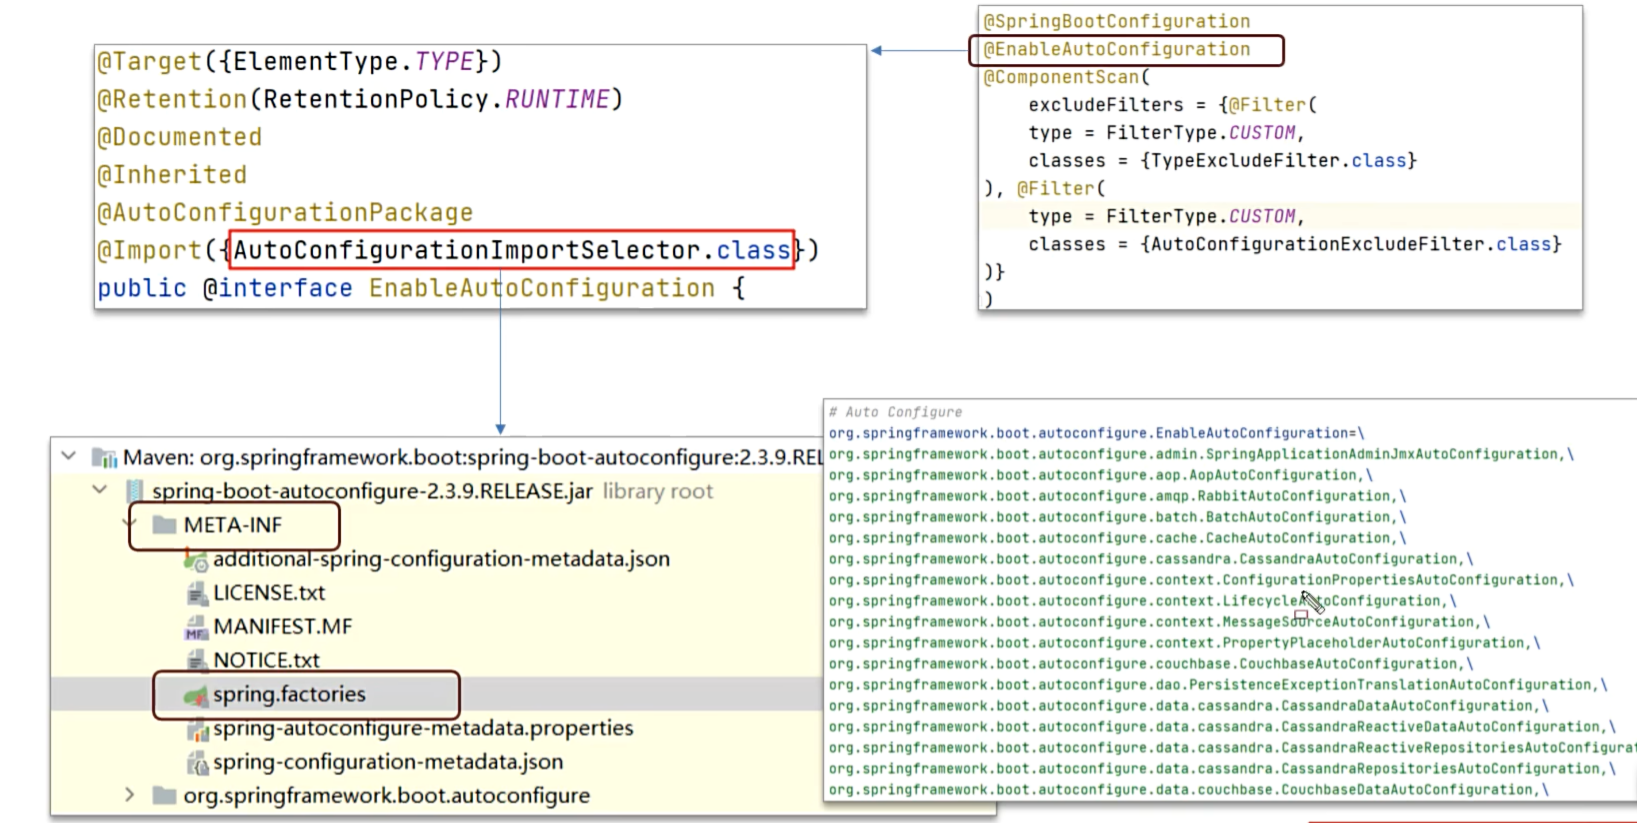 @Target({ElementType.TYPE})
@Retention(RetentionPolicy.RUNTIME)
@Documented
@Inherited
@AutoConfigurationPackage
@Import({AutoConfigurationImportSelector.class})
public @interface EnableAutoConfiguration {
@SpringBootConfiguration
@EnableAutoConfiguration
@ComponentScan(
excludeFilters = {@Filter(
type = FilterType.CUSTOM,
classes = {TypeExcludeFilter.class}
), @Filter(
type = FilterType.CUSTOM,
classes = {AutoConfigurationExcludeFilter.class}
)}
)
Maven: org.springframework.boot:spring-boot-autoconfigure:2.3.9.REL
spring-boot-autoconfigure-2.3.9.RELEASE.jar library root
META-INF
additional-spring-configuration-metadata.json
LICENSE.txt
MF MANIFEST.MF
NOTICE.txt
spring.factories
spring-autoconfigure-metadata.properties
spring-configuration-metadata.json
org.springframework.boot.autoconfigure
# Auto Configure
org.springframework.boot.autoconfigure.EnableAutoConfiguration=\
org.springframework.boot.autoconfigure.admin.SpringApplicationAdminJmxAutoConfiguration,\
org.springframework.boot.autoconfigure.aop.AopAutoConfiguration,\
org.springframework.boot.autoconfigure.amqp.RabbitAutoConfiguration,\
org.springframework.boot.autoconfigure.batch.BatchAutoConfiguration,\
org.springframework.boot.autoconfigure.cache.CacheAutoConfiguration,\
org.springframework.boot.autoconfigure.cassandra.CassandraAutoConfiguration,\
org.springframework.boot.autoconfigure.context.ConfigurationPropertiesAutoConfiguration,\
org.springframework.boot.autoconfigure.context.LifecycleAutoConfiguration,\
org.springframework.boot.autoconfigure.context.MessageSourceAutoConfiguration,\
org.springframework.boot.autoconfigure.context.PropertyPlaceholderAutoConfiguration,\
org.springframework.boot.autoconfigure.couchbase.CouchbaseAutoConfiguration,\
org.springframework.boot.autoconfigure.dao.PersistenceExceptionTranslationAutoConfiguration,\
org.springframework.boot.autoconfigure.data.cassandra.CassandraDataAutoConfiguration,\
org.springframework.boot.autoconfigure.data.cassandra.CassandraReactiveDataAutoConfiguration,\
org.springframework.boot.autoconfigure.data.cassandra.CassandraReactiveRepositoriesAutoConfigurat
org.springframework.boot.autoconfigure.data.cassandra.CassandraRepositoriesAutoConfiguration,\
org.springframework.boot.autoconfigure.data.couchbase.CouchbaseDataAutoConfiguration,\